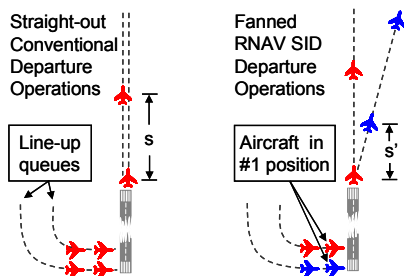 Straight-out
Conventional
Departure
Operations
Line-up
queues
s
Fanned
RNAV SID
Departure
Operations
Aircraft in
#1 position
s'